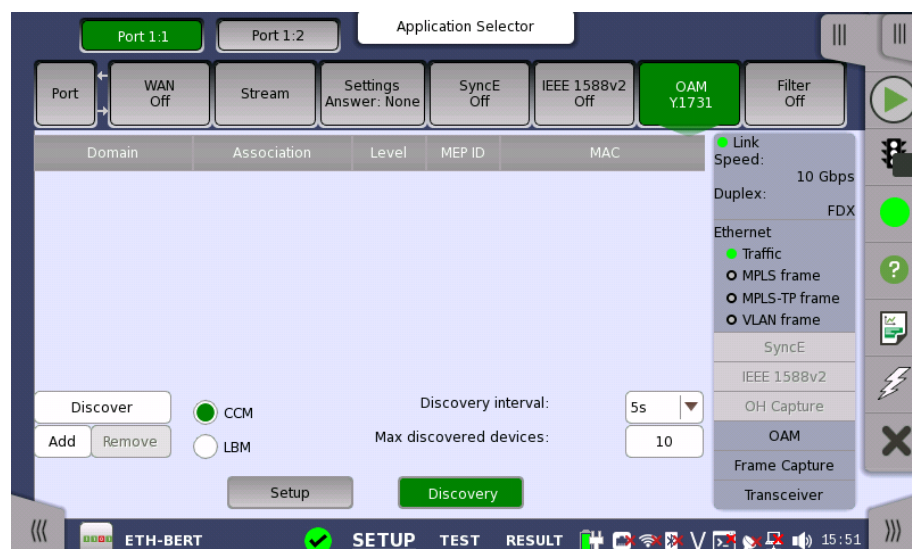 Application Selector
Port 1:1
Port 1:2
Port
WAN
Off
Stream
Settings
Answer: None
SyncE
Off
IEEE 1588v2
Off
OAM
Y.1731
Filter
Off
Domain Association Level MEP ID MAC
Link
Speed:
10 Gbps
Duplex:
FDX
Ethernet
Traffic
MPLS frame
MPLS-TP frame
VLAN frame
SyncE
IEEE 1588v2
OH Capture
OAM
Frame Capture
Transceiver
Discover
CCM
Discovery interval:
5s
Add
Remove
LBM
Max discovered devices:
10
Setup
Discovery
ETH-BERT
SETUP
TEST
RESULT
15:51